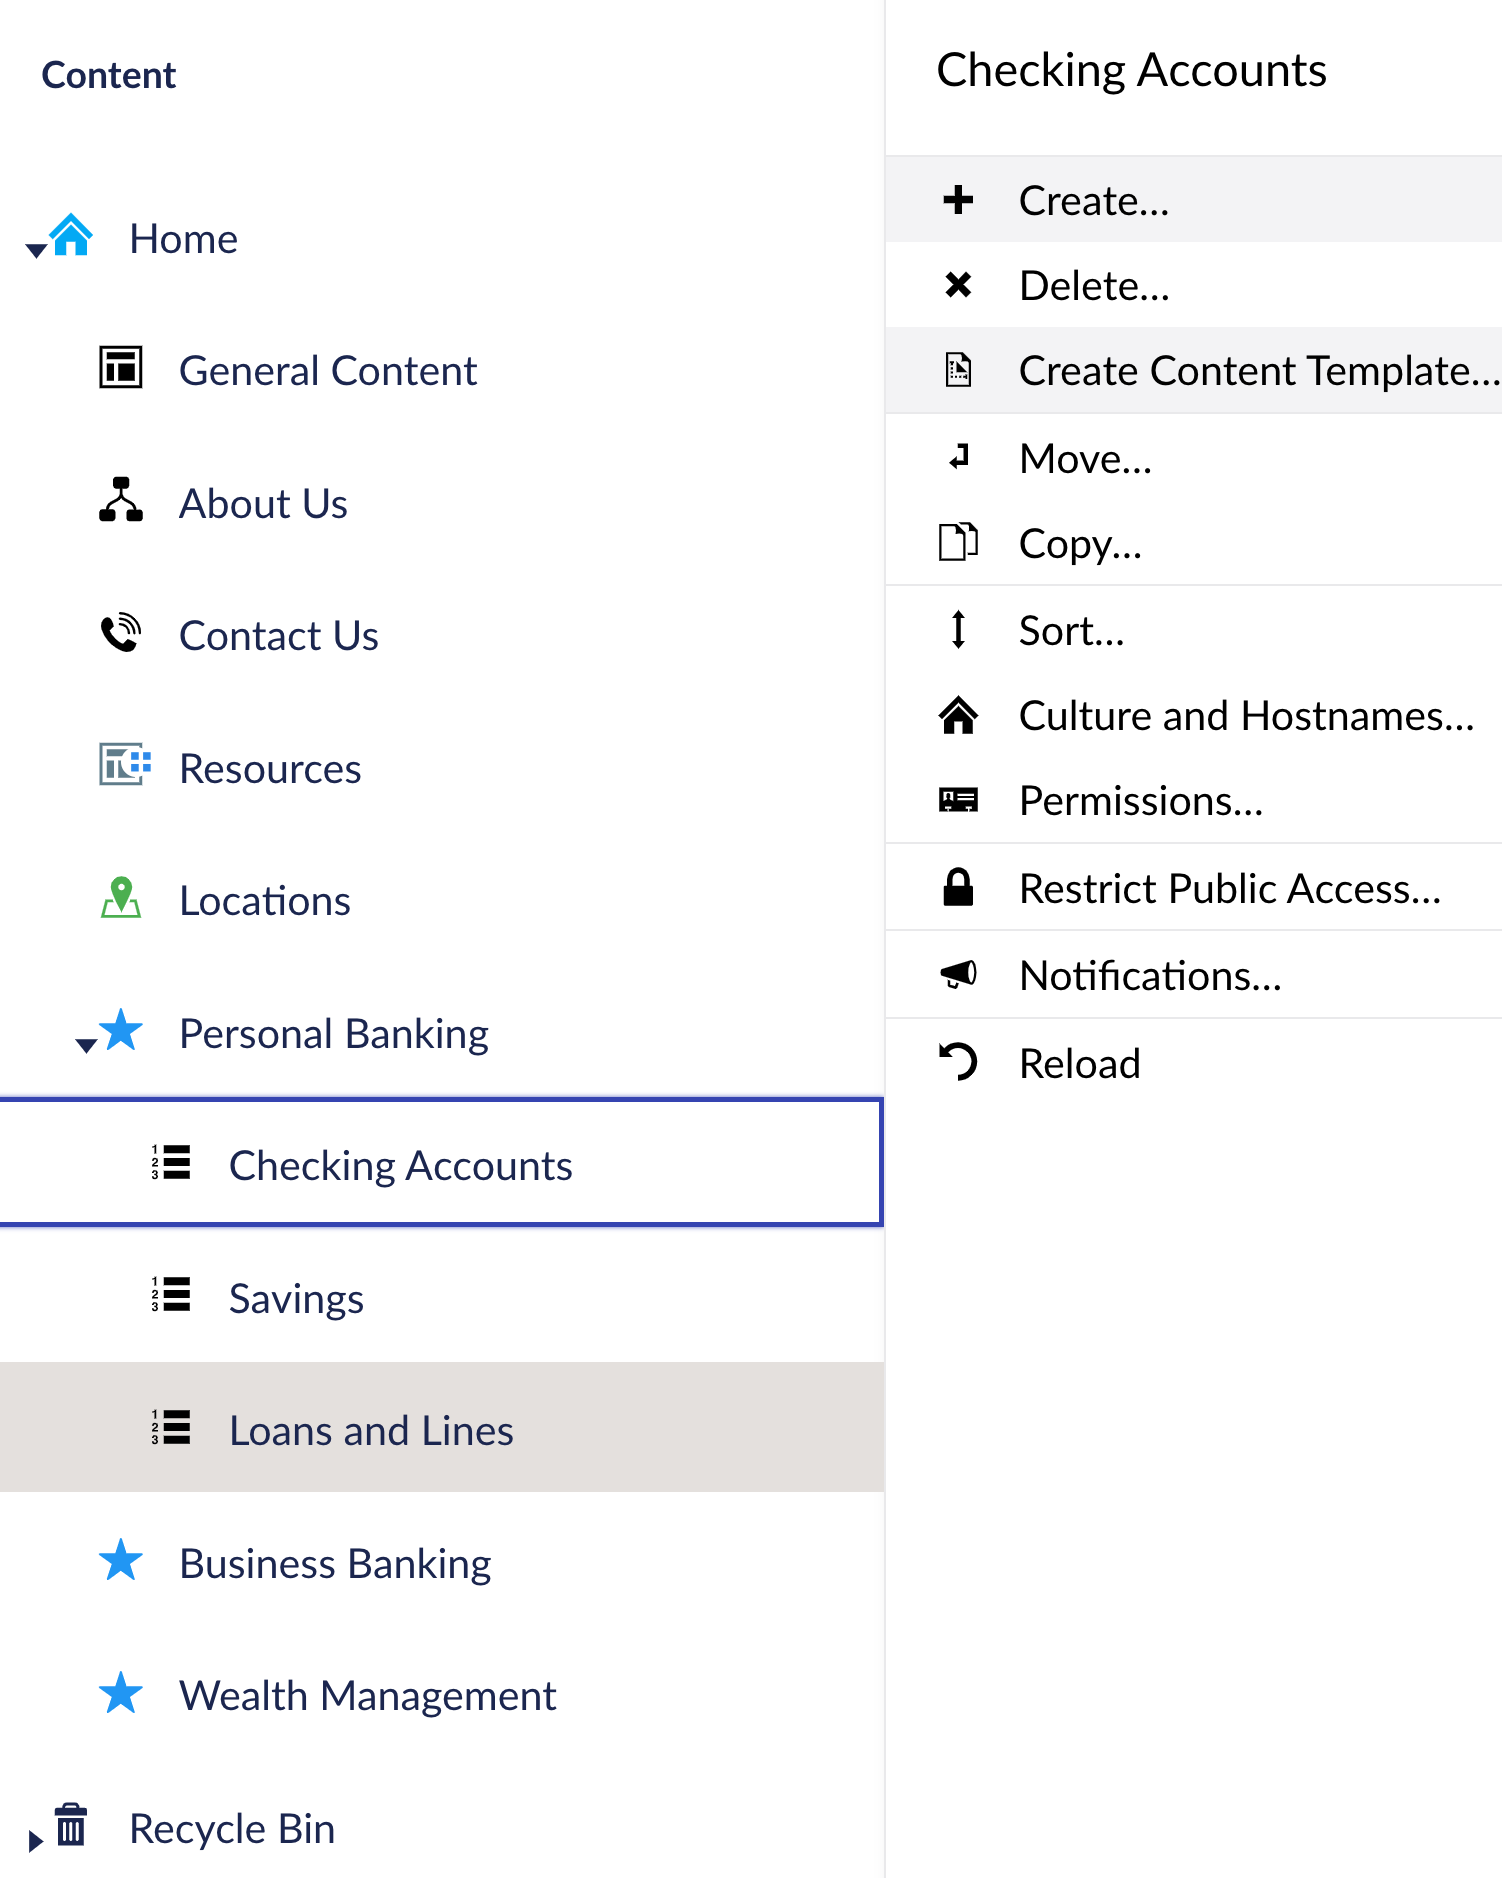 Content
Home
General Content
About Us
Contact Us
Resources
Locations
Personal Banking
Checking Accounts
Savings
Loans and Lines
Business Banking
Wealth Management
Recycle Bin
Checking Accounts
Create...
Delete...
Create Content Template...
Move...
Copy...
Sort...
Culture and Hostnames...
Permissions...
Restrict Public Access...
Notifications...
Reload